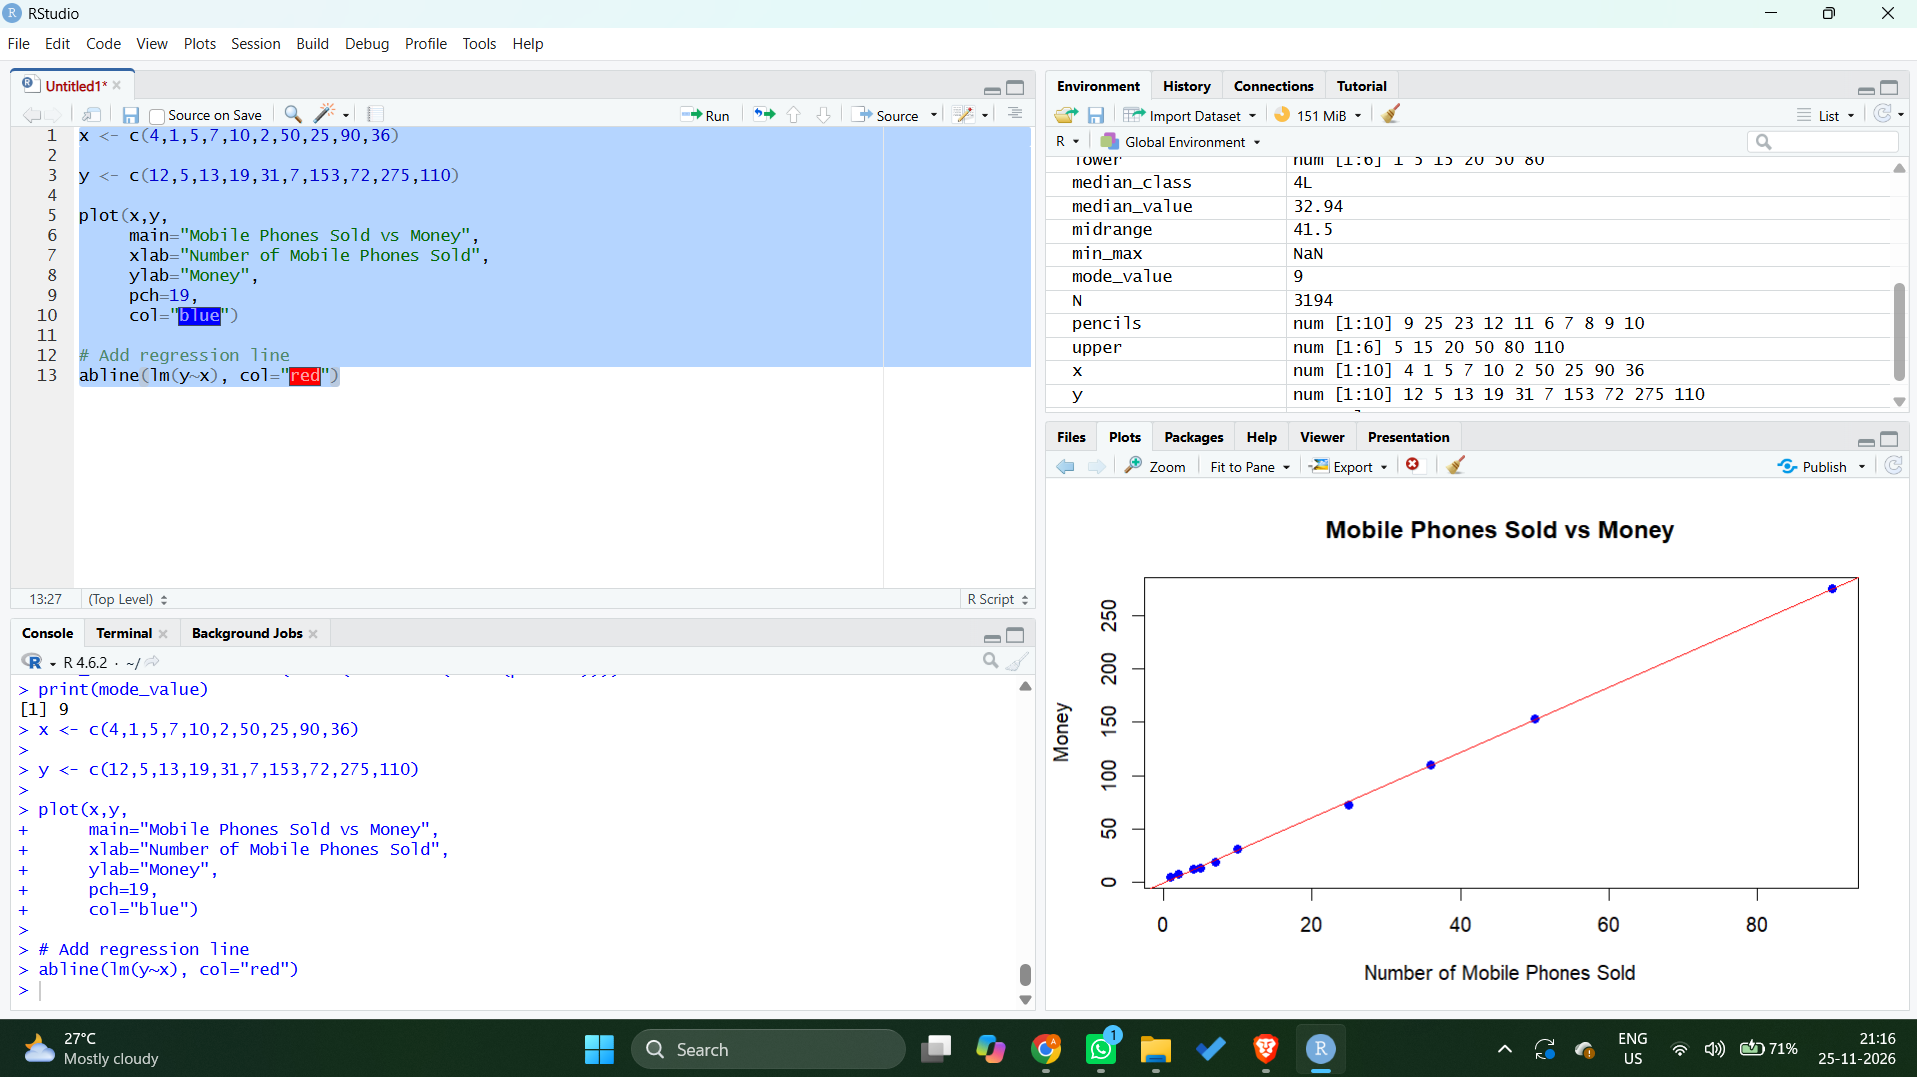 RStudio
File Edit Code View Plots Session Build Debug Profile Tools Help
Untitled1*
Source on Save Run Source
1 x <- c(4,1,5,7,10,2,50,25,90,36)
2
3 y <- c(12,5,13,19,31,7,153,72,275,110)
4
5 plot(x,y,
6 main="Mobile Phones Sold vs Money",
7 xlab="Number of Mobile Phones Sold",
8 ylab="Money",
9 pch=19,
10 col="blue")
11
12 # Add regression line
13 abline(lm(y~x), col="red")
13:27 (Top Level) R Script
Console Terminal Background Jobs
R 4.6.2 · ~/
> print(mode_value)
[1] 9
> x <- c(4,1,5,7,10,2,50,25,90,36)
>
> y <- c(12,5,13,19,31,7,153,72,275,110)
>
> plot(x,y,
+ main="Mobile Phones Sold vs Money",
+ xlab="Number of Mobile Phones Sold",
+ ylab="Money",
+ pch=19,
+ col="blue")
>
> # Add regression line
> abline(lm(y~x), col="red")
>
Environment History Connections Tutorial
Import Dataset 151 MiB List
R Global Environment
lower num [1:6] 1 5 15 20 50 80
median_class 4L
median_value 32.94
midrange 41.5
min_max NaN
mode_value 9
N 3194
pencils num [1:10] 9 25 23 12 11 6 7 8 9 10
upper num [1:6] 5 15 20 50 80 110
x num [1:10] 4 1 5 7 10 2 50 25 90 36
y num [1:10] 12 5 13 19 31 7 153 72 275 110
Files Plots Packages Help Viewer Presentation
Zoom Fit to Pane Export Publish
Mobile Phones Sold vs Money
Money
250
200
150
100
50
0
0 20 40 60 80
Number of Mobile Phones Sold
27°C
Mostly cloudy
Search
1
ENG
US
71%
21:16
25-11-2026